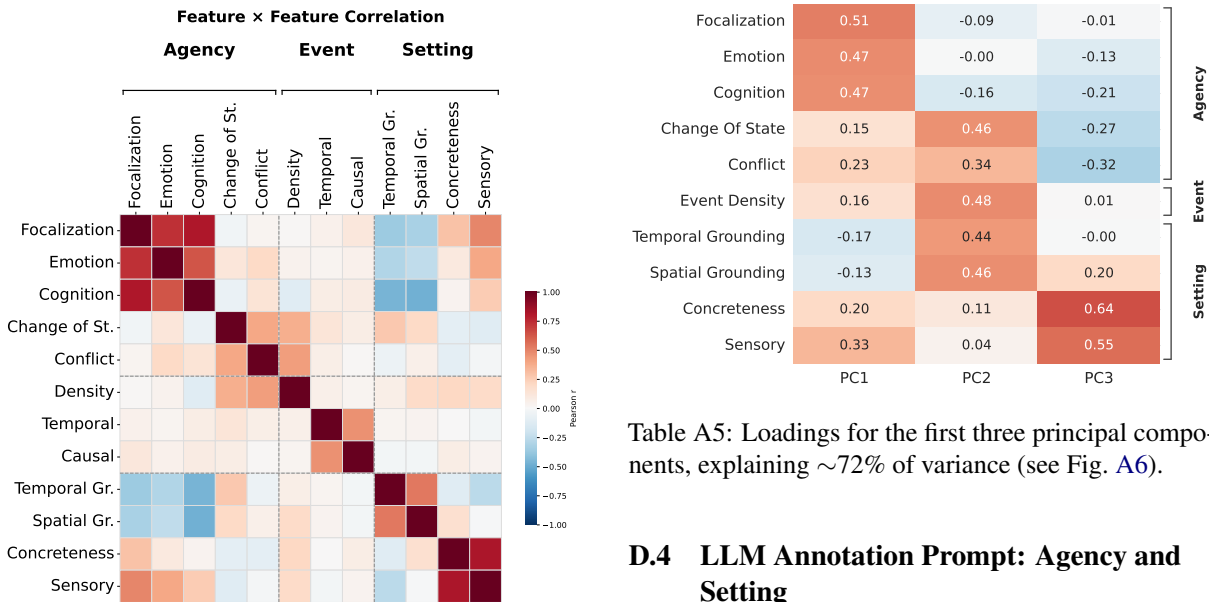 Feature × Feature Correlation
Agency
Event
Setting
Focalization
Emotion
Cognition
Change of St.
Conflict
Density
Temporal
Causal
Temporal Gr.
Spatial Gr.
Concreteness
Sensory
Focalization
Emotion
Cognition
Change of St.
Conflict
Density
Temporal
Causal
Temporal Gr.
Spatial Gr.
Concreteness
Sensory
1.00
0.75
0.50
0.25
0.00
−0.25
−0.50
−0.75
−1.00
Pearson r
Focalization 0.51 -0.09 -0.01
Emotion 0.47 -0.00 -0.13
Cognition 0.47 -0.16 -0.21
Change Of State 0.15 0.46 -0.27
Conflict 0.23 0.34 -0.32
Event Density 0.16 0.48 0.01
Temporal Grounding -0.17 0.44 -0.00
Spatial Grounding -0.13 0.46 0.20
Concreteness 0.20 0.11 0.64
Sensory 0.33 0.04 0.55
PC1 PC2 PC3
Agency
Event
Setting
Table A5: Loadings for the first three principal compo-
nents, explaining ∼72% of variance (see Fig. A6).
D.4 LLM Annotation Prompt: Agency and
Setting